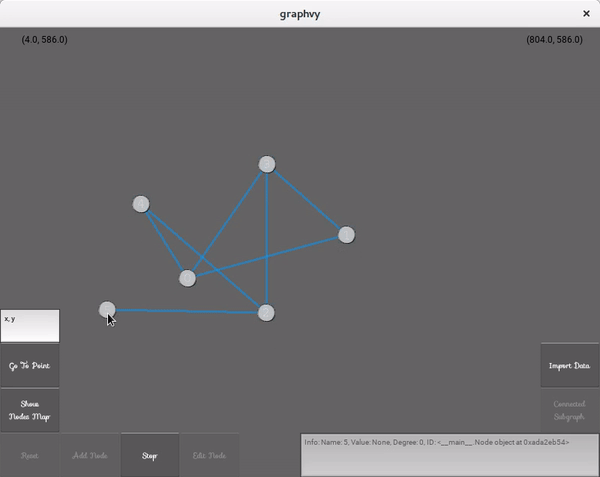 graphvy
(4.0, 586.0)
(804.0, 586.0)
x, y
Go To Point
Import Data
Show
Nodes Map
Connected
Subgraph
Reset
Add Node
Stop
Edit Node
Info: Name: 5, Value: None, Degree: 0, ID: <__main__. Node object at 0xada2eb54>